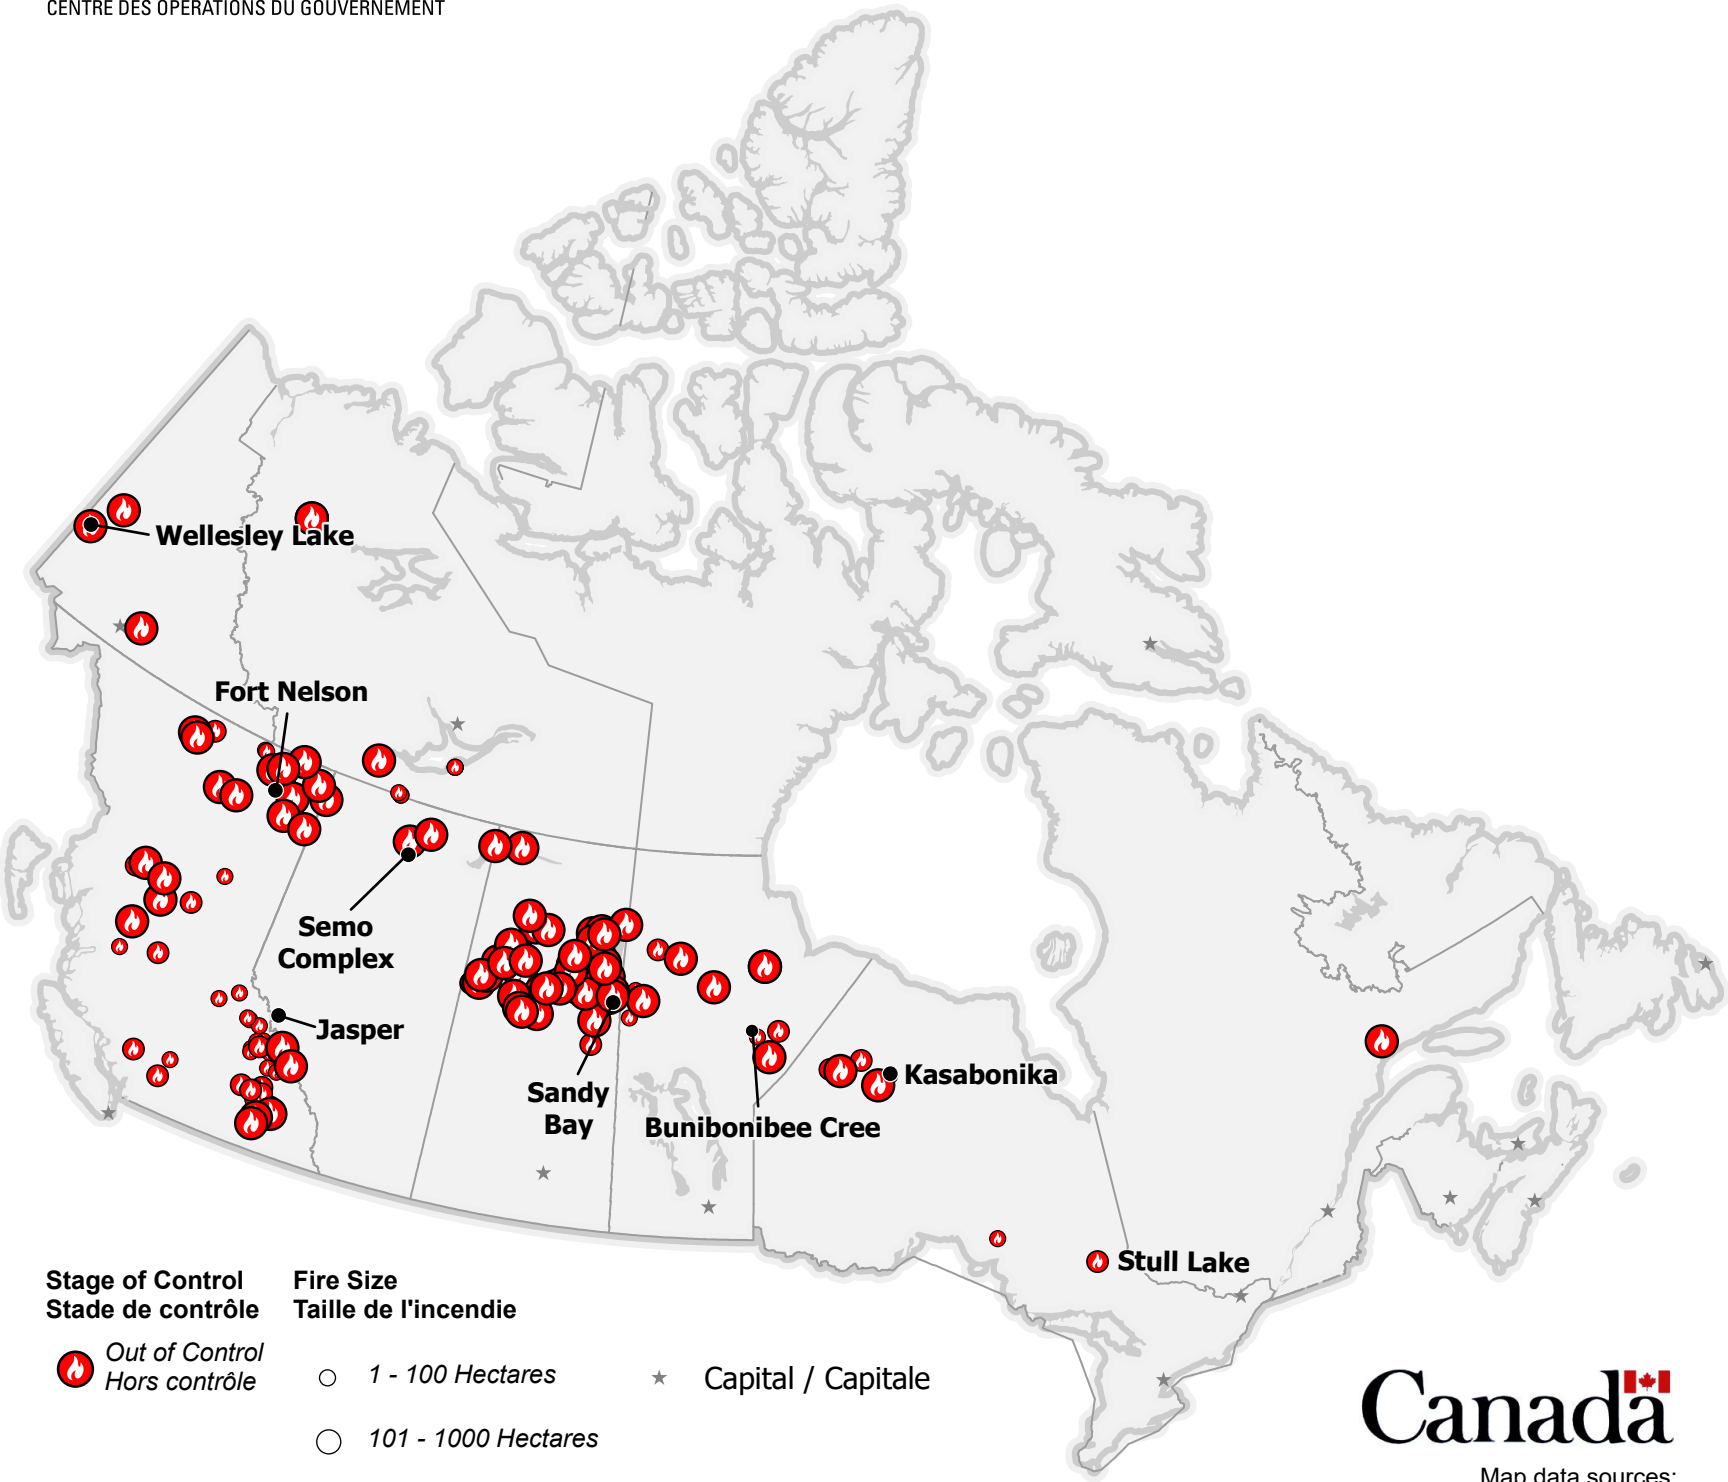 CENTRE DES OPÉRATIONS DU GOUVERNEMENT
Wellesley Lake
Fort Nelson
Semo
Complex
Jasper
Sandy
Bay
Bunibonibee Cree
Kasabonika
Stull Lake
Stage of Control
Stade de contrôle
Out of Control
Hors contrôle
Fire Size
Taille de l'incendie
1 - 100 Hectares
101 - 1000 Hectares
Capital / Capitale
Canada
Map data sources: